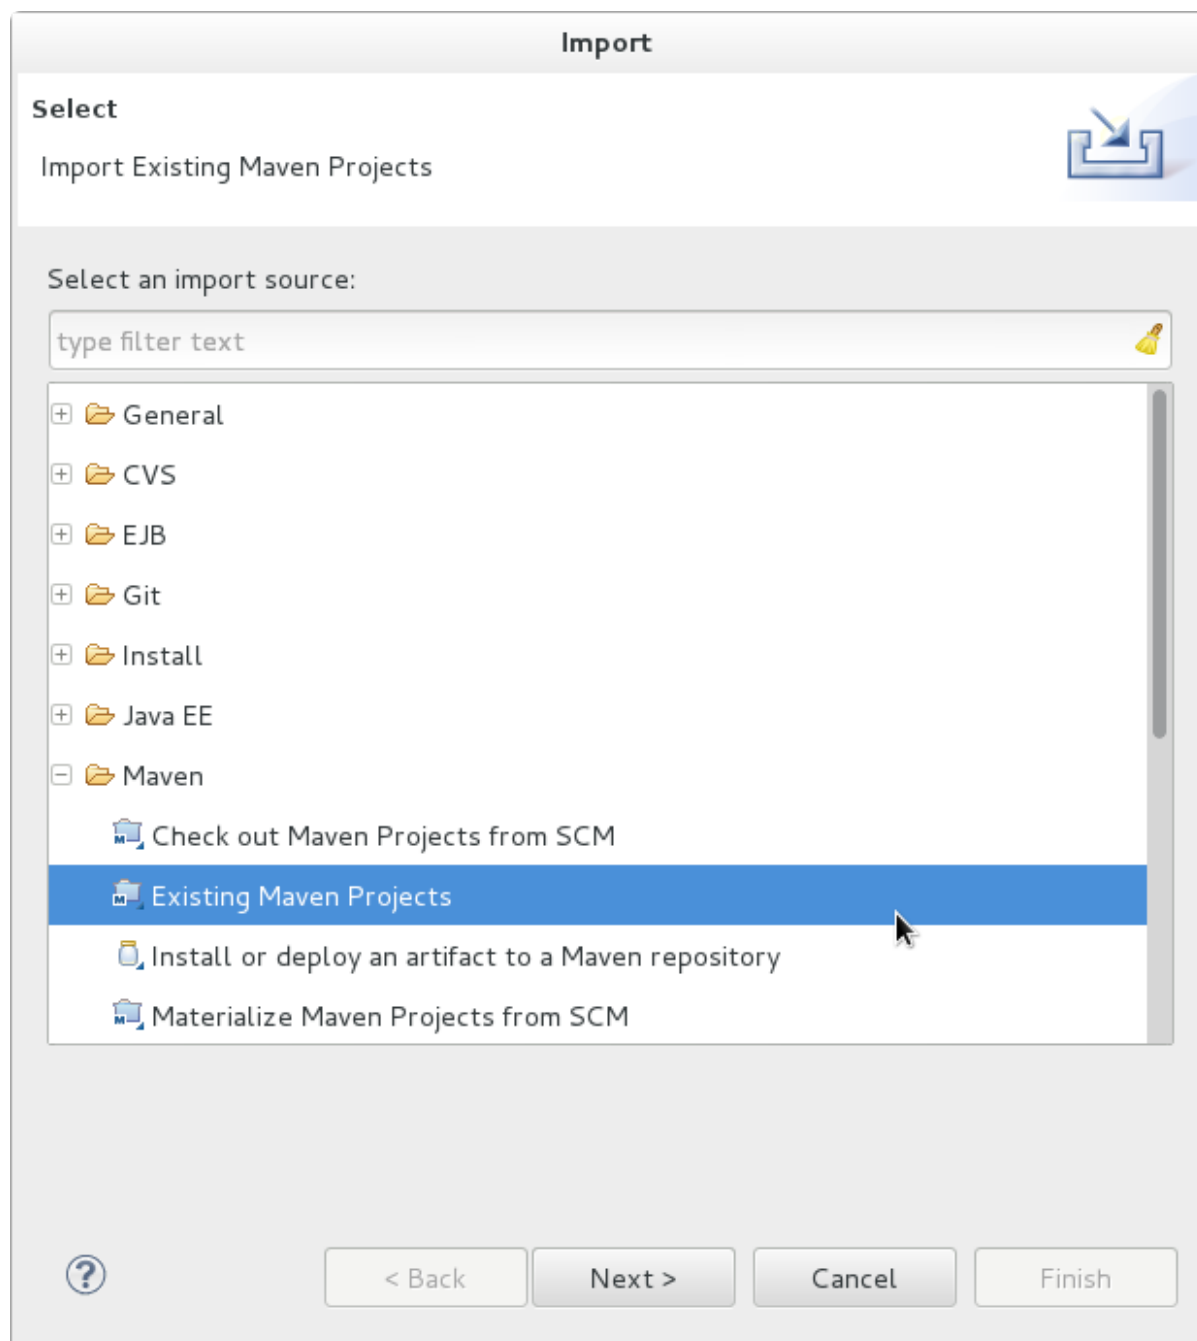 Import
Select
Import Existing Maven Projects
Select an import source:
type filter text
General
CVS
EJB
Git
Install
Java EE
Maven
Check out Maven Projects from SCM
Existing Maven Projects
Install or deploy an artifact to a Maven repository
Materialize Maven Projects from SCM
< Back Next > Cancel Finish